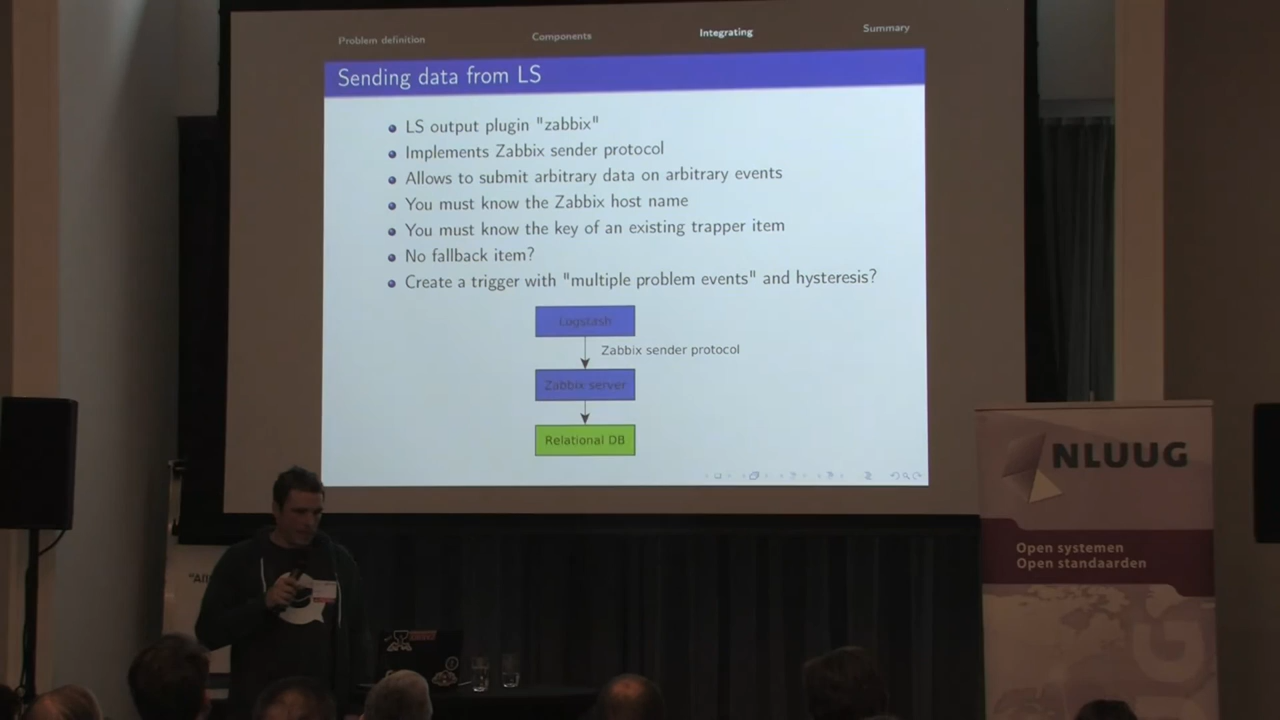 Problem definition
Components
Integrating
Summary
Sending data from LS
LS output plugin "zabbix"
Implements Zabbix sender protocol
Allows to submit arbitrary data on arbitrary events
You must know the Zabbix host name
You must know the key of an existing trapper item
No fallback item?
Create a trigger with "multiple problem events" and hysteresis?
Logstash
Zabbix sender protocol
Zabbix server
Relational DB
NLUUG
Open systemen
Open standaarden
"All